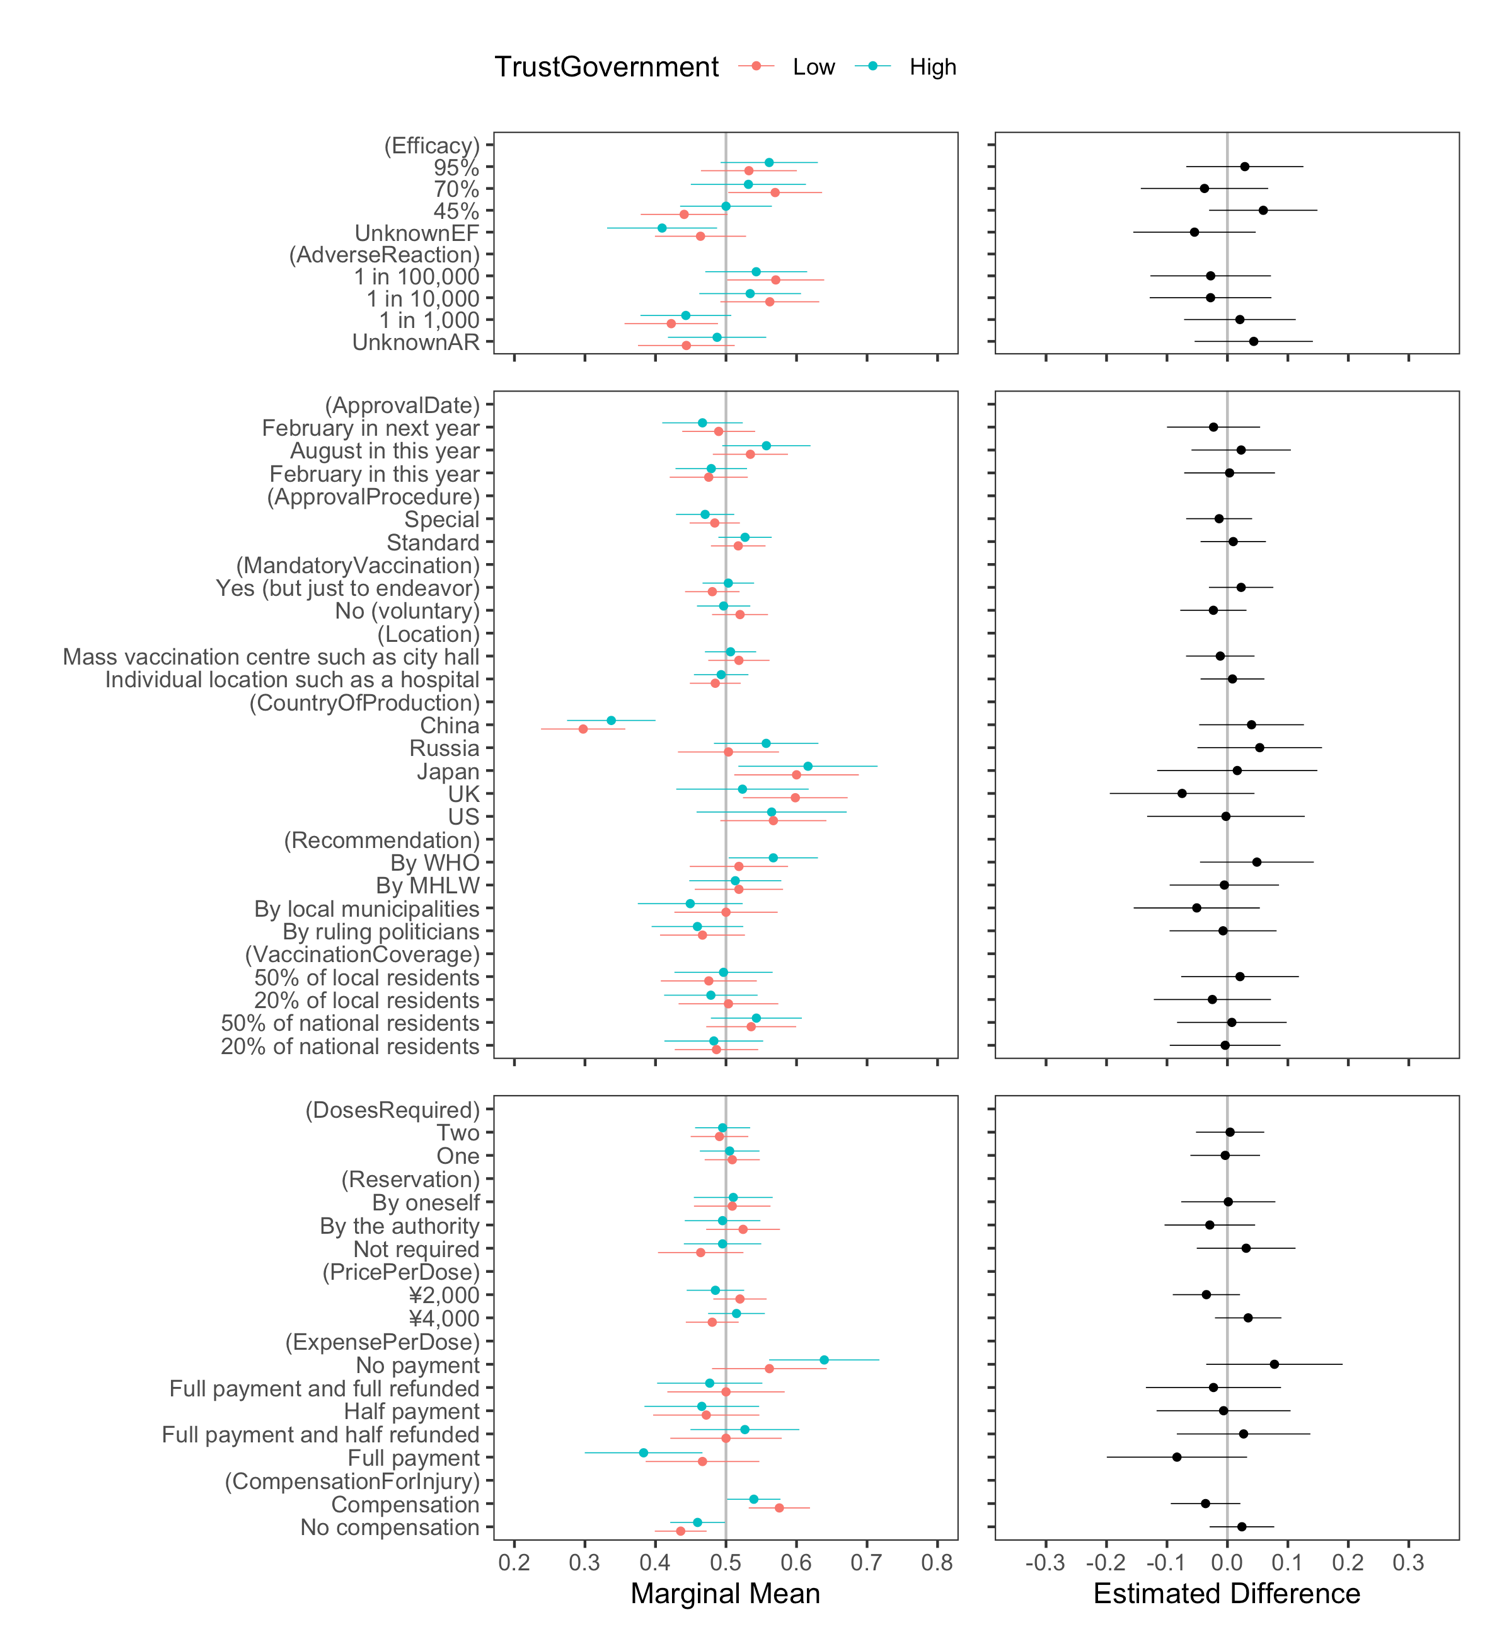 TrustGovernment Low High
(Efficacy)
95%
70%
45%
UnknownEF
(AdverseReaction)
1 in 100,000
1 in 10,000
1 in 1,000
UnknownAR
(ApprovalDate)
February in next year
August in this year
February in this year
(ApprovalProcedure)
Special
Standard
(MandatoryVaccination)
Yes (but just to endeavor)
No (voluntary)
(Location)
Mass vaccination centre such as city hall
Individual location such as a hospital
(CountryOfProduction)
China
Russia
Japan
UK
US
(Recommendation)
By WHO
By MHLW
By local municipalities
By ruling politicians
(VaccinationCoverage)
50% of local residents
20% of local residents
50% of national residents
20% of national residents
(DosesRequired)
Two
One
(Reservation)
By oneself
By the authority
Not required
(PricePerDose)
¥2,000
¥4,000
(ExpensePerDose)
No payment
Full payment and full refunded
Half payment
Full payment and half refunded
Full payment
(CompensationForInjury)
Compensation
No compensation
0.2 0.3 0.4 0.5 0.6 0.7 0.8
Marginal Mean
-0.3 -0.2 -0.1 0.0 0.1 0.2 0.3
Estimated Difference